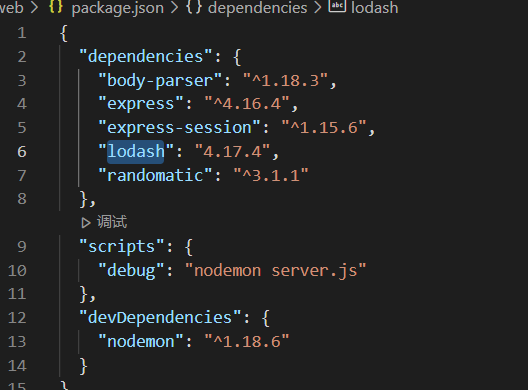 web > {} package.json > {} dependencies > abc lodash
1 {
2 "dependencies": {
3 "body-parser": "^1.18.3",
4 "express": "^4.16.4",
5 "express-session": "^1.15.6",
6 "lodash": "4.17.4",
7 "randomatic": "^3.1.1"
8 },
调试
9 "scripts": {
10 "debug": "nodemon server.js"
11 },
12 "devDependencies": {
13 "nodemon": "^1.18.6"
14 }
15 }